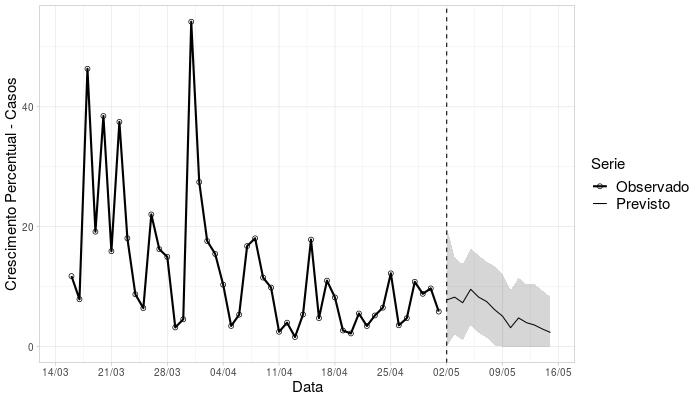 Crescimento Percentual - Casos
40
20
0
14/03 21/03 28/03 04/04 11/04 18/04 25/04 02/05 09/05 16/05
Data
Serie
Observado
Previsto